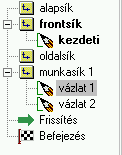 alapsík
frontsík
kezdeti
oldalsík
munkasík 1
vázlat 1
vázlat 2
Frissítés
Befejezés